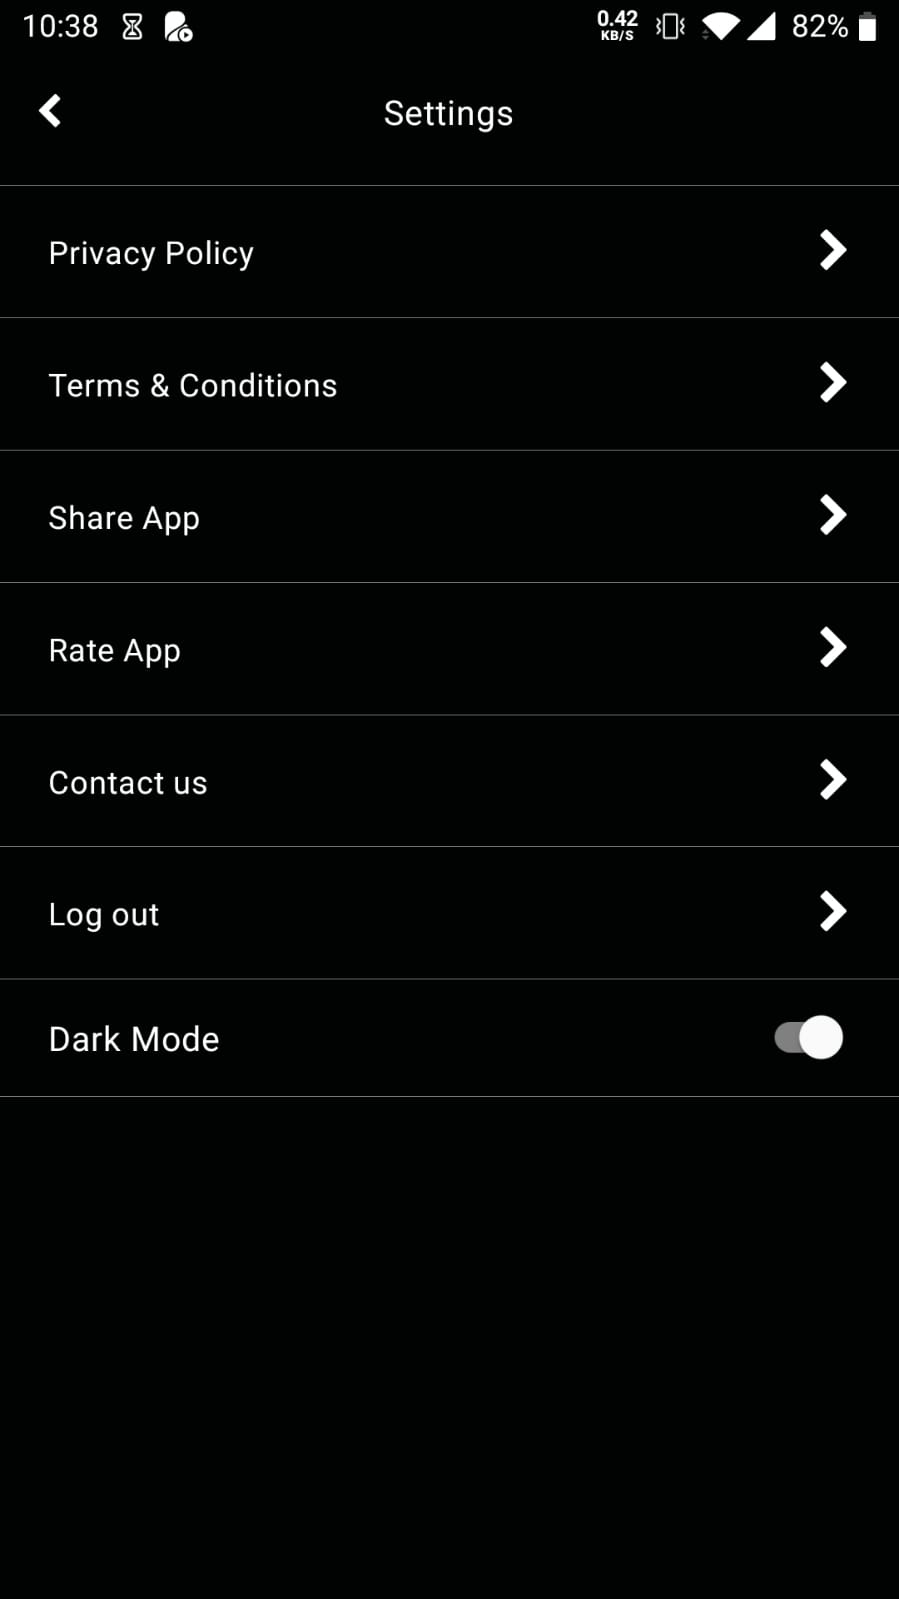 10:38 0.42 KB/S 82%
Settings
Privacy Policy
Terms & Conditions
Share App
Rate App
Contact us
Log out
Dark Mode